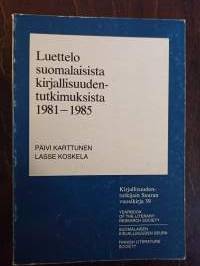 Luettelo
suomalaisista
kirjallisuuden-
tutkimuksista
1981–1985
PÄIVI KARTTUNEN
LASSE KOSKELA
Kirjallisuuden-
tutkijain Seuran
vuosikirja 39
YEARBOOK
OF THE LITERARY
RESEARCH SOCIETY
SUOMALAISEN
KIRJALLISUUDEN SEURA
FINNISH LITERATURE
SOCIETY